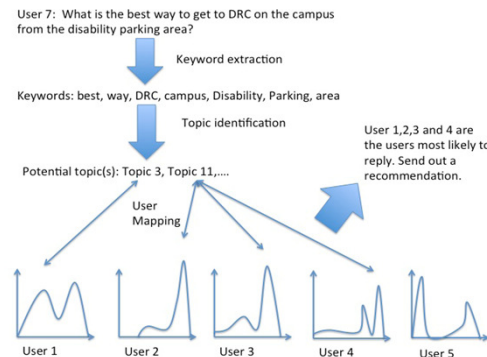 User 7: What is the best way to get to DRC on the campus
from the disability parking area?
Keyword extraction
Keywords: best, way, DRC, campus, Disability, Parking, area
Topic identification
User 1,2,3 and 4 are
the users most likely to
reply. Send out a
recommendation.
Potential topic(s): Topic 3, Topic 11,....
User
Mapping
User 1
User 2
User 3
User 4
User 5